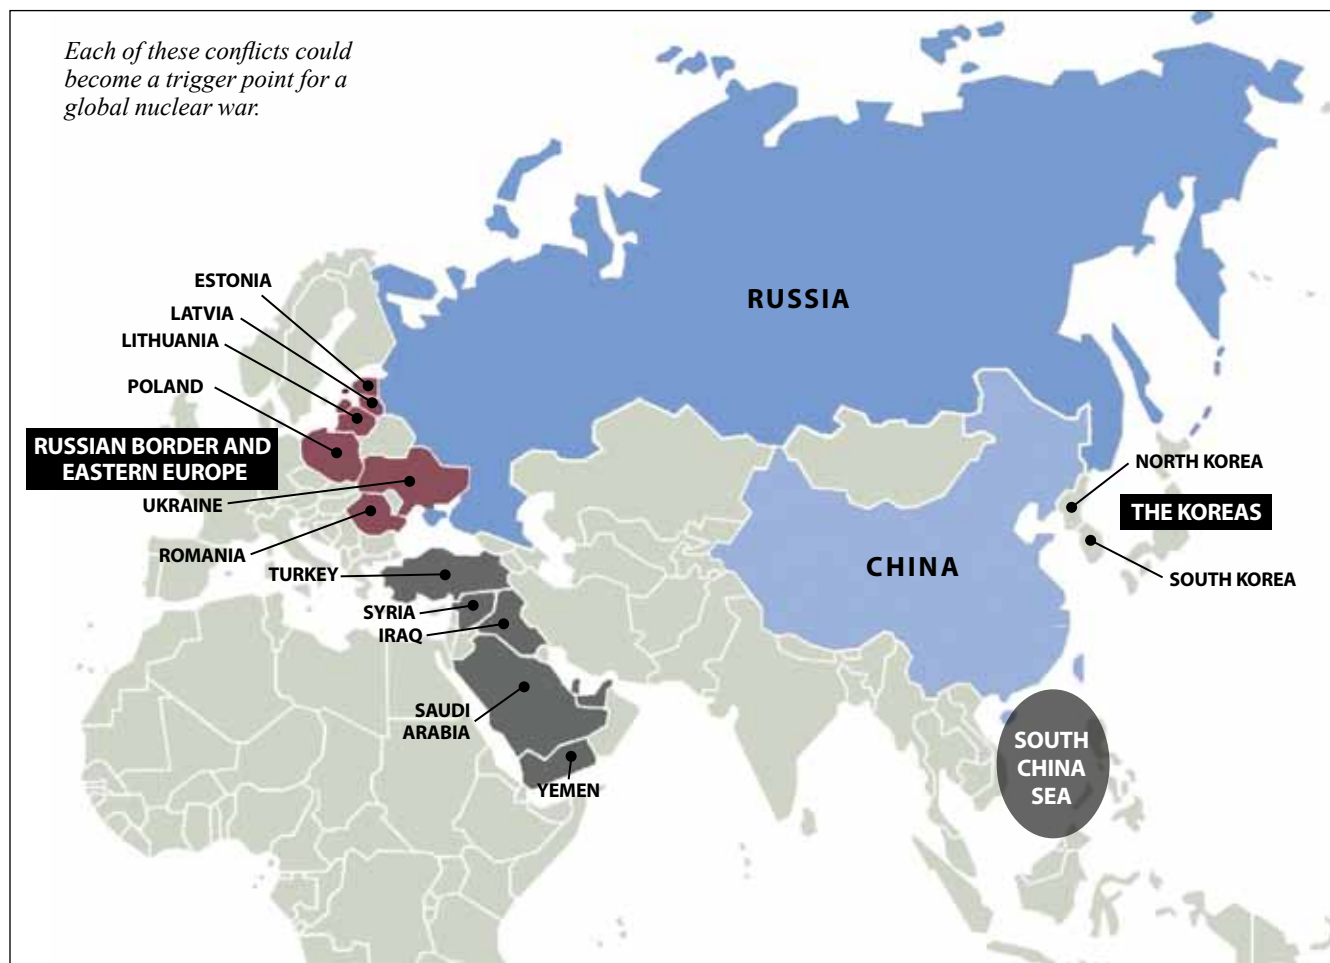 Each of these conflicts could
become a trigger point for a
global nuclear war.
RUSSIA
ESTONIA
LATVIA
LITHUANIA
POLAND
RUSSIAN BORDER AND
EASTERN EUROPE
UKRAINE
ROMANIA
TURKEY
SYRIA
IRAQ
SAUDI
ARABIA
YEMEN
CHINA
NORTH KOREA
THE KOREAS
SOUTH KOREA
SOUTH
CHINA
SEA